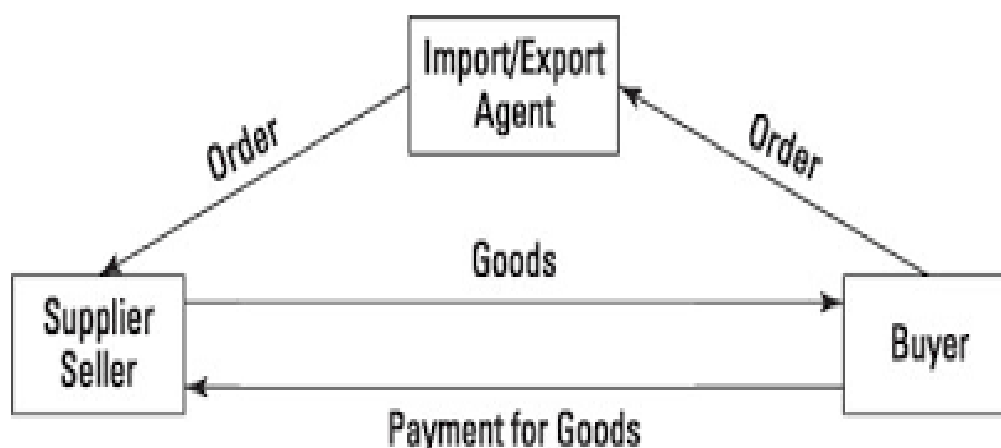 Import/Export
Agent
Order
Order
Goods
Supplier
Seller
Buyer
Payment for Goods